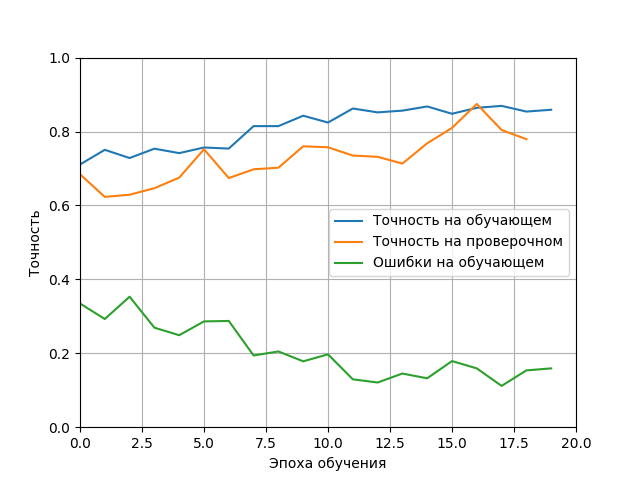 1.0
0.8
0.6
0.4
0.2
0.0
Точность
Точность на обучающем
Точность на проверочном
Ошибки на обучающем
0.0 2.5 5.0 7.5 10.0 12.5 15.0 17.5 20.0
Эпоха обучения